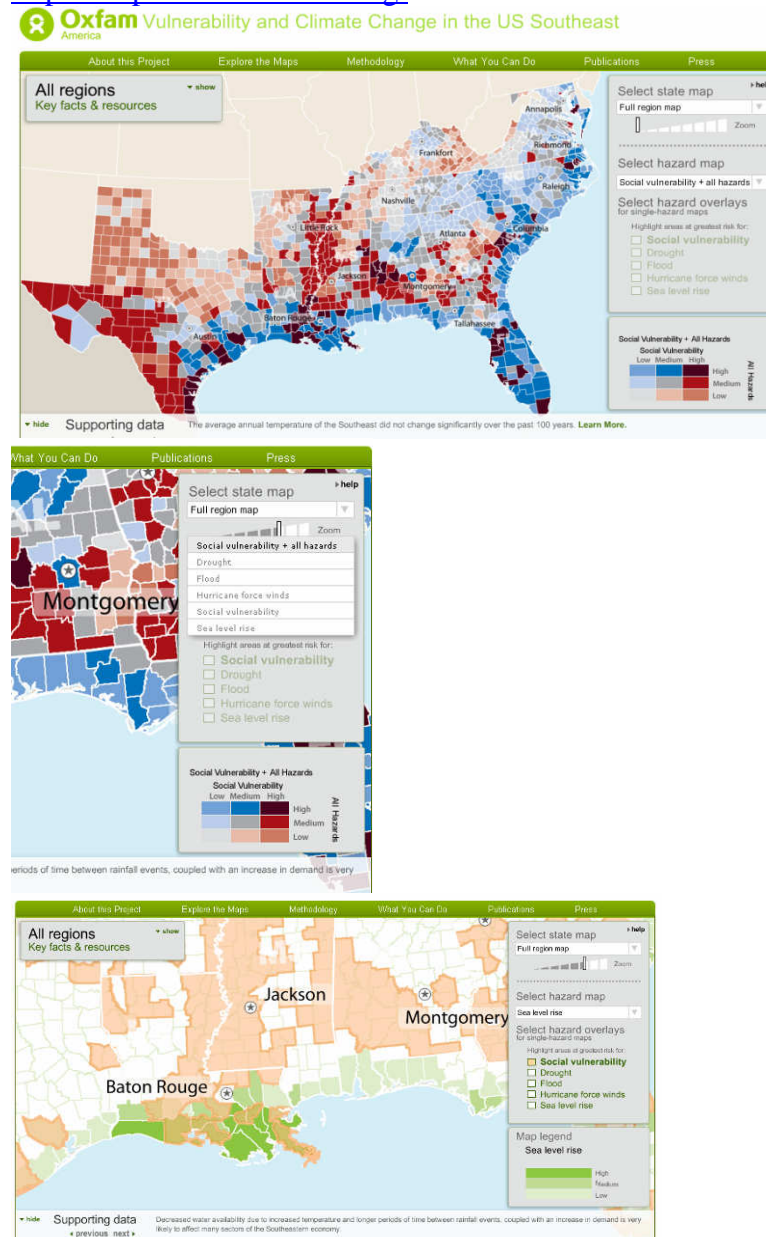 Oxfam Vulnerability and Climate Change in the US Southeast
America
About this Project Explore the Maps Methodology What You Can Do Publications Press
All regions
show
Key facts & resources
help
Select state map
Full region map
Zoom
Select hazard map
Social vulnerability + all hazards
Select hazard overlays
for single-hazard maps
Highlight areas at greatest risk for:
Social vulnerability
Drought
Flood
Hurricane force winds
Sea level rise
Annapolis
Frankfort
Richmond
Raleigh
Nashville
Little Rock
Columbia
Atlanta
Jackson
Montgomery
Baton Rouge
Tallahassee
Austin
Social Vulnerability + All Hazards
Social Vulnerability
Low Medium High
High
Medium
Low
All Hazards
hide
Supporting data
The average annual temperature of the Southeast did not change significantly over the past 100 years. Learn More.
What You Can Do Publications Press
help
Select state map
Full region map
Zoom
Social vulnerability + all hazards
Drought
Flood
Hurricane force winds
Social vulnerability
Sea level rise
Highlight areas at greatest risk for:
Social vulnerability
Drought
Flood
Hurricane force winds
Sea level rise
Montgomery
Social Vulnerability + All Hazards
Social Vulnerability
Low Medium High
High
Medium
Low
All Hazards
periods of time between rainfall events, coupled with an increase in demand is very
About this Project Explore the Maps Methodology What You Can Do Publications Press
All regions
show
Key facts & resources
help
Select state map
Full region map
Zoom
Select hazard map
Sea level rise
Select hazard overlays
for single-hazard maps
Highlight areas at greatest risk for:
Social vulnerability
Drought
Flood
Hurricane force winds
Sea level rise
Jackson
Montgomery
Baton Rouge
Map legend
Sea level rise
High
Medium
Low
hide
Supporting data
previous next
Decreased water availability due to increased temperature and longer periods of time between rainfall events, coupled with an increase in demand is very
likely to affect many sectors of the Southeastern economy.